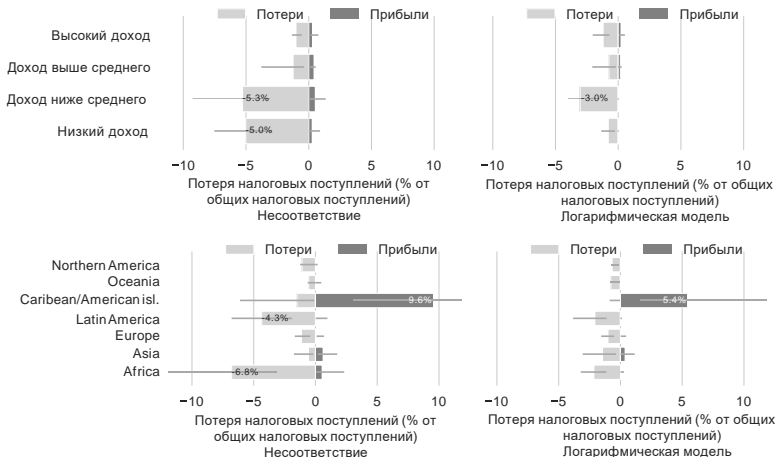 Потери Прибыли
Потери Прибыли
Высокий доход
Доход выше среднего
Доход ниже среднего
Низкий доход
-5.3%
-5.0%
-3.0%
−10 −5 0 5 10
−10 −5 0 5 10
Потеря налоговых поступлений (% от
общих налоговых поступлений)
Несоответствие
Потеря налоговых поступлений (% от общих
налоговых поступлений)
Логарифмическая модель
Потери Прибыли
Потери Прибыли
Northern America
Oceania
Caribean/American isl.
Latin America
Europe
Asia
Africa
9.6%
-4.3%
-6.8%
5.4%
−10 −5 0 5 10
−10 −5 0 5 10
Потеря налоговых поступлений (% от
общих налоговых поступлений)
Несоответствие
Потеря налоговых поступлений (% от общих
налоговых поступлений)
Логарифмическая модель